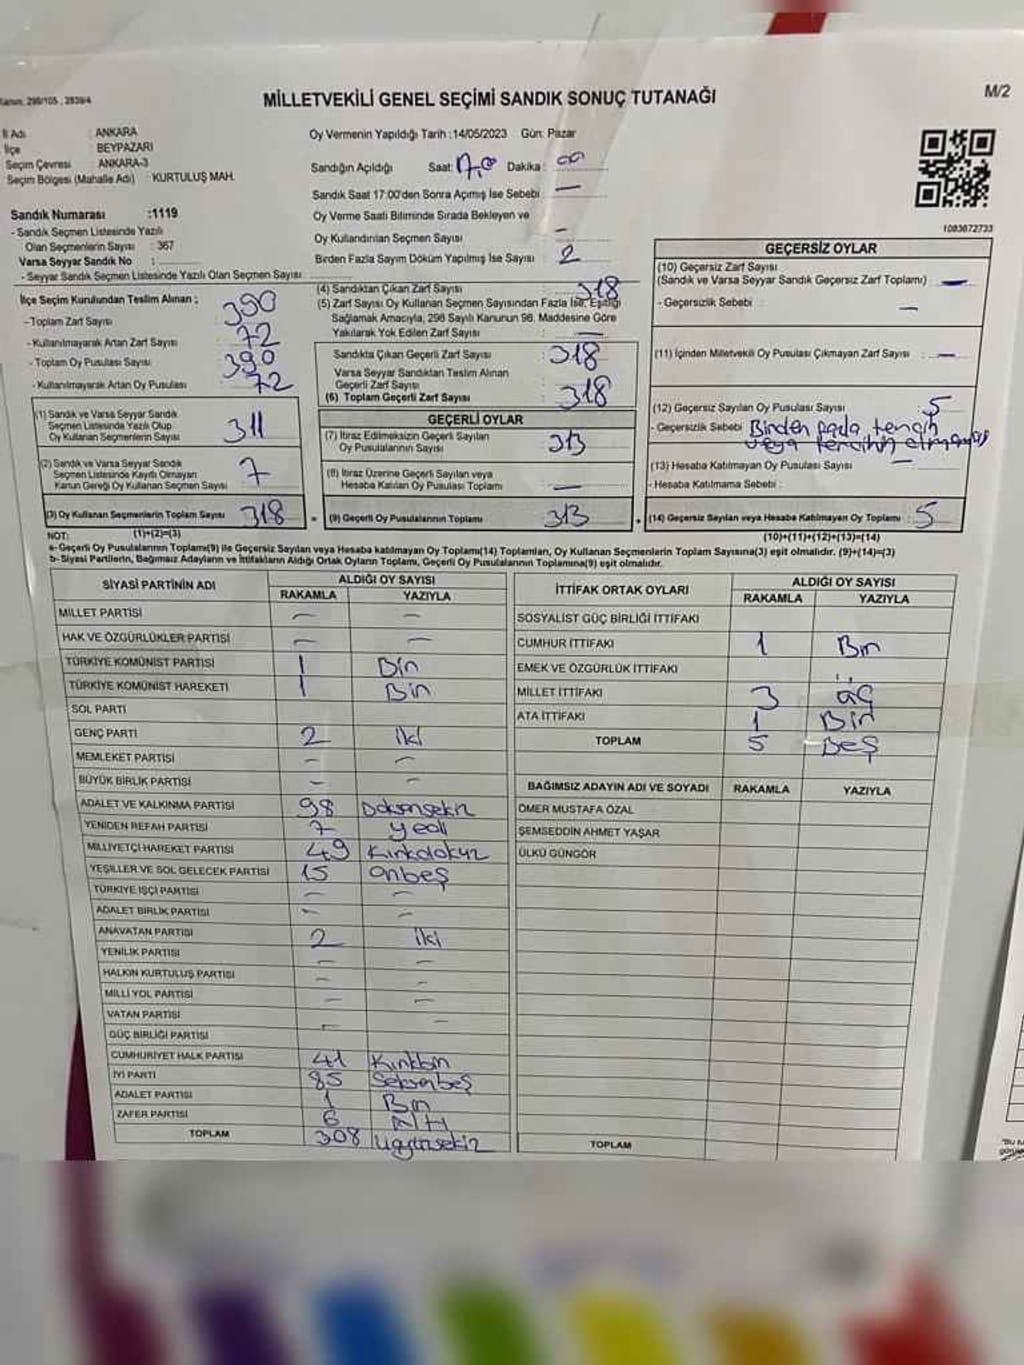 Kanun: 298/105 , 2839/4
MİLLETVEKİLİ GENEL SEÇİMİ SANDIK SONUÇ TUTANAĞI
M/2
İl Adı : ANKARA
İlçe : BEYPAZARI
Seçim Çevresi : ANKARA-3
Seçim Bölgesi (Mahalle Adı) : KURTULUŞ MAH.
Oy Vermenin Yapıldığı Tarih :14/05/2023 Gün: Pazar
Sandığın Açıldığı Saat: 17,00 Dakika : 00
Sandık Saat 17:00'den Sonra Açılmış İse Sebebi : —
Oy Verme Saati Bitiminde Sırada Bekleyen ve
Oy Kullandırılan Seçmen Sayısı : —
Birden Fazla Sayım Döküm Yapılmış İse Sayısı : 2
Sandık Numarası :1119
- Sandık Seçmen Listesinde Yazılı
Olan Seçmenlerin Sayısı : 367
Varsa Seyyar Sandık No :
- Seyyar Sandık Seçmen Listesinde Yazılı Olan Seçmen Sayısı:
1083672733
İlçe Seçim Kurulundan Teslim Alınan ;
- Toplam Zarf Sayısı : 390
- Kullanılmayarak Artan Zarf Sayısı : 72
- Toplam Oy Pusulası Sayısı : 390
- Kullanılmayarak Artan Oy Pusulası : 72
(1) Sandık ve Varsa Seyyar Sandık
Seçmen Listesinde Yazılı Olup
Oy Kullanan Seçmenlerin Sayısı : 311
(2) Sandık ve Varsa Seyyar Sandık
Seçmen Listesinde Kayıtlı Olmayan
Kanun Gereği Oy Kullanan Seçmen Sayısı : 7
(3) Oy Kullanan Seçmenlerin Toplam Sayısı : 318
(4) Sandıktan Çıkan Zarf Sayısı : 318
(5) Zarf Sayısı Oy Kullanan Seçmen Sayısından Fazla İse, Eşitliği
Sağlamak Amacıyla, 298 Sayılı Kanunun 98. Maddesine Göre
Yakılarak Yok Edilen Zarf Sayısı : —
Sandıkta Çıkan Geçerli Zarf Sayısı : 318
Varsa Seyyar Sandıktan Teslim Alınan
Geçerli Zarf Sayısı :
(6) Toplam Geçerli Zarf Sayısı : 318
GEÇERLİ OYLAR
(7) İtiraz Edilmeksizin Geçerli Sayılan
Oy Pusulası Sayısı : 313
(8) İtiraz Üzerine Geçerli Sayılan veya
Hesaba Katılan Oy Pusulası Toplamı : —
= (9) Geçerli Oy Pusulalarının Toplamı : 313
GEÇERSİZ OYLAR
(10) Geçersiz Zarf Sayısı
(Sandık ve Varsa Seyyar Sandık Geçersiz Zarf Toplamı) : —
- Geçersizlik Sebebi : —
(11) İçinden Milletvekili Oy Pusulası Çıkmayan Zarf Sayısı : —
(12) Geçersiz Sayılan Oy Pusulası Sayısı : 5
- Geçersizlik Sebebi : Birden fazla tercih
veya tercihin olmayışı
(13) Hesaba Katılmayan Oy Pusulası Sayısı : —
- Hesaba Katılmama Sebebi :
+ (14) Geçersiz Sayılan veya Hesaba Katılmayan Oy Toplamı : 5
NOT: (1)+(2)=(3)
(10)+(11)+(12)+(13)=(14)
a- Geçerli Oy Pusulalarının Toplamı(9) ile Geçersiz Sayılan veya Hesaba katılmayan Oy Toplamı(14) Toplamları, Oy Kullanan Seçmenlerin Toplam Sayısına(3) eşit olmalıdır. (9)+(14)=(3)
b- Siyasi Partilerin, Bağımsız Adayların ve İttifakların Aldığı Ortak Oyların Toplamı, Geçerli Oy Pusulalarının Toplamına(9) eşit olmalıdır.
SİYASİ PARTİNİN ADI ALDIĞI OY SAYISI
RAKAMLA YAZIYLA
MİLLET PARTİSİ — —
HAK VE ÖZGÜRLÜKLER PARTİSİ — —
TÜRKİYE KOMÜNİST PARTİSİ 1 Bir
TÜRKİYE KOMÜNİST HAREKETİ 1 Bir
SOL PARTİ
GENÇ PARTİ 2 iki
MEMLEKET PARTİSİ — —
BÜYÜK BİRLİK PARTİSİ — —
ADALET VE KALKINMA PARTİSİ 98 Doksansekiz
YENİDEN REFAH PARTİSİ 7 yedi
MİLLİYETÇİ HAREKET PARTİSİ 49 Kırkdokuz
YEŞİLLER VE SOL GELECEK PARTİSİ 15 onbeş
TÜRKİYE İŞÇİ PARTİSİ — —
ADALET BİRLİK PARTİSİ — —
ANAVATAN PARTİSİ 2 iki
YENİLİK PARTİSİ — —
HALKIN KURTULUŞ PARTİSİ — —
MİLLİ YOL PARTİSİ — —
VATAN PARTİSİ — —
GÜÇ BİRLİĞİ PARTİSİ
CUMHURİYET HALK PARTİSİ 41 Kırkbir
İYİ PARTİ 85 Seksenbeş
ADALET PARTİSİ 1 Bir
ZAFER PARTİSİ 6 Altı
TOPLAM 308 üçyüzsekiz
İTTİFAK ORTAK OYLARI ALDIĞI OY SAYISI
RAKAMLA YAZIYLA
SOSYALİST GÜÇ BİRLİĞİ İTTİFAKI
CUMHUR İTTİFAKI 1 Bir
EMEK VE ÖZGÜRLÜK İTTİFAKI
MİLLET İTTİFAKI 3 üç
ATA İTTİFAKI 1 Bir
TOPLAM 5 Beş
BAĞIMSIZ ADAYIN ADI VE SOYADI RAKAMLA YAZIYLA
ÖMER MUSTAFA ÖZAL
ŞEMSEDDİN AHMET YAŞAR
ÜLKÜ GÜNGÖR
TOPLAM